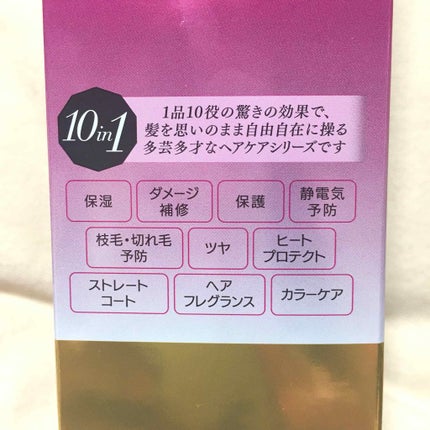 10in1
1品10役の驚きの効果で、
髪を思いのまま自由自在に操る
多芸多才なヘアケアシリーズです
保湿
ダメージ
補修
保護
静電気
予防
枝毛・切れ毛
予防
ツヤ
ヒート
プロテクト
ストレート
コート
ヘア
フレグランス
カラーケア